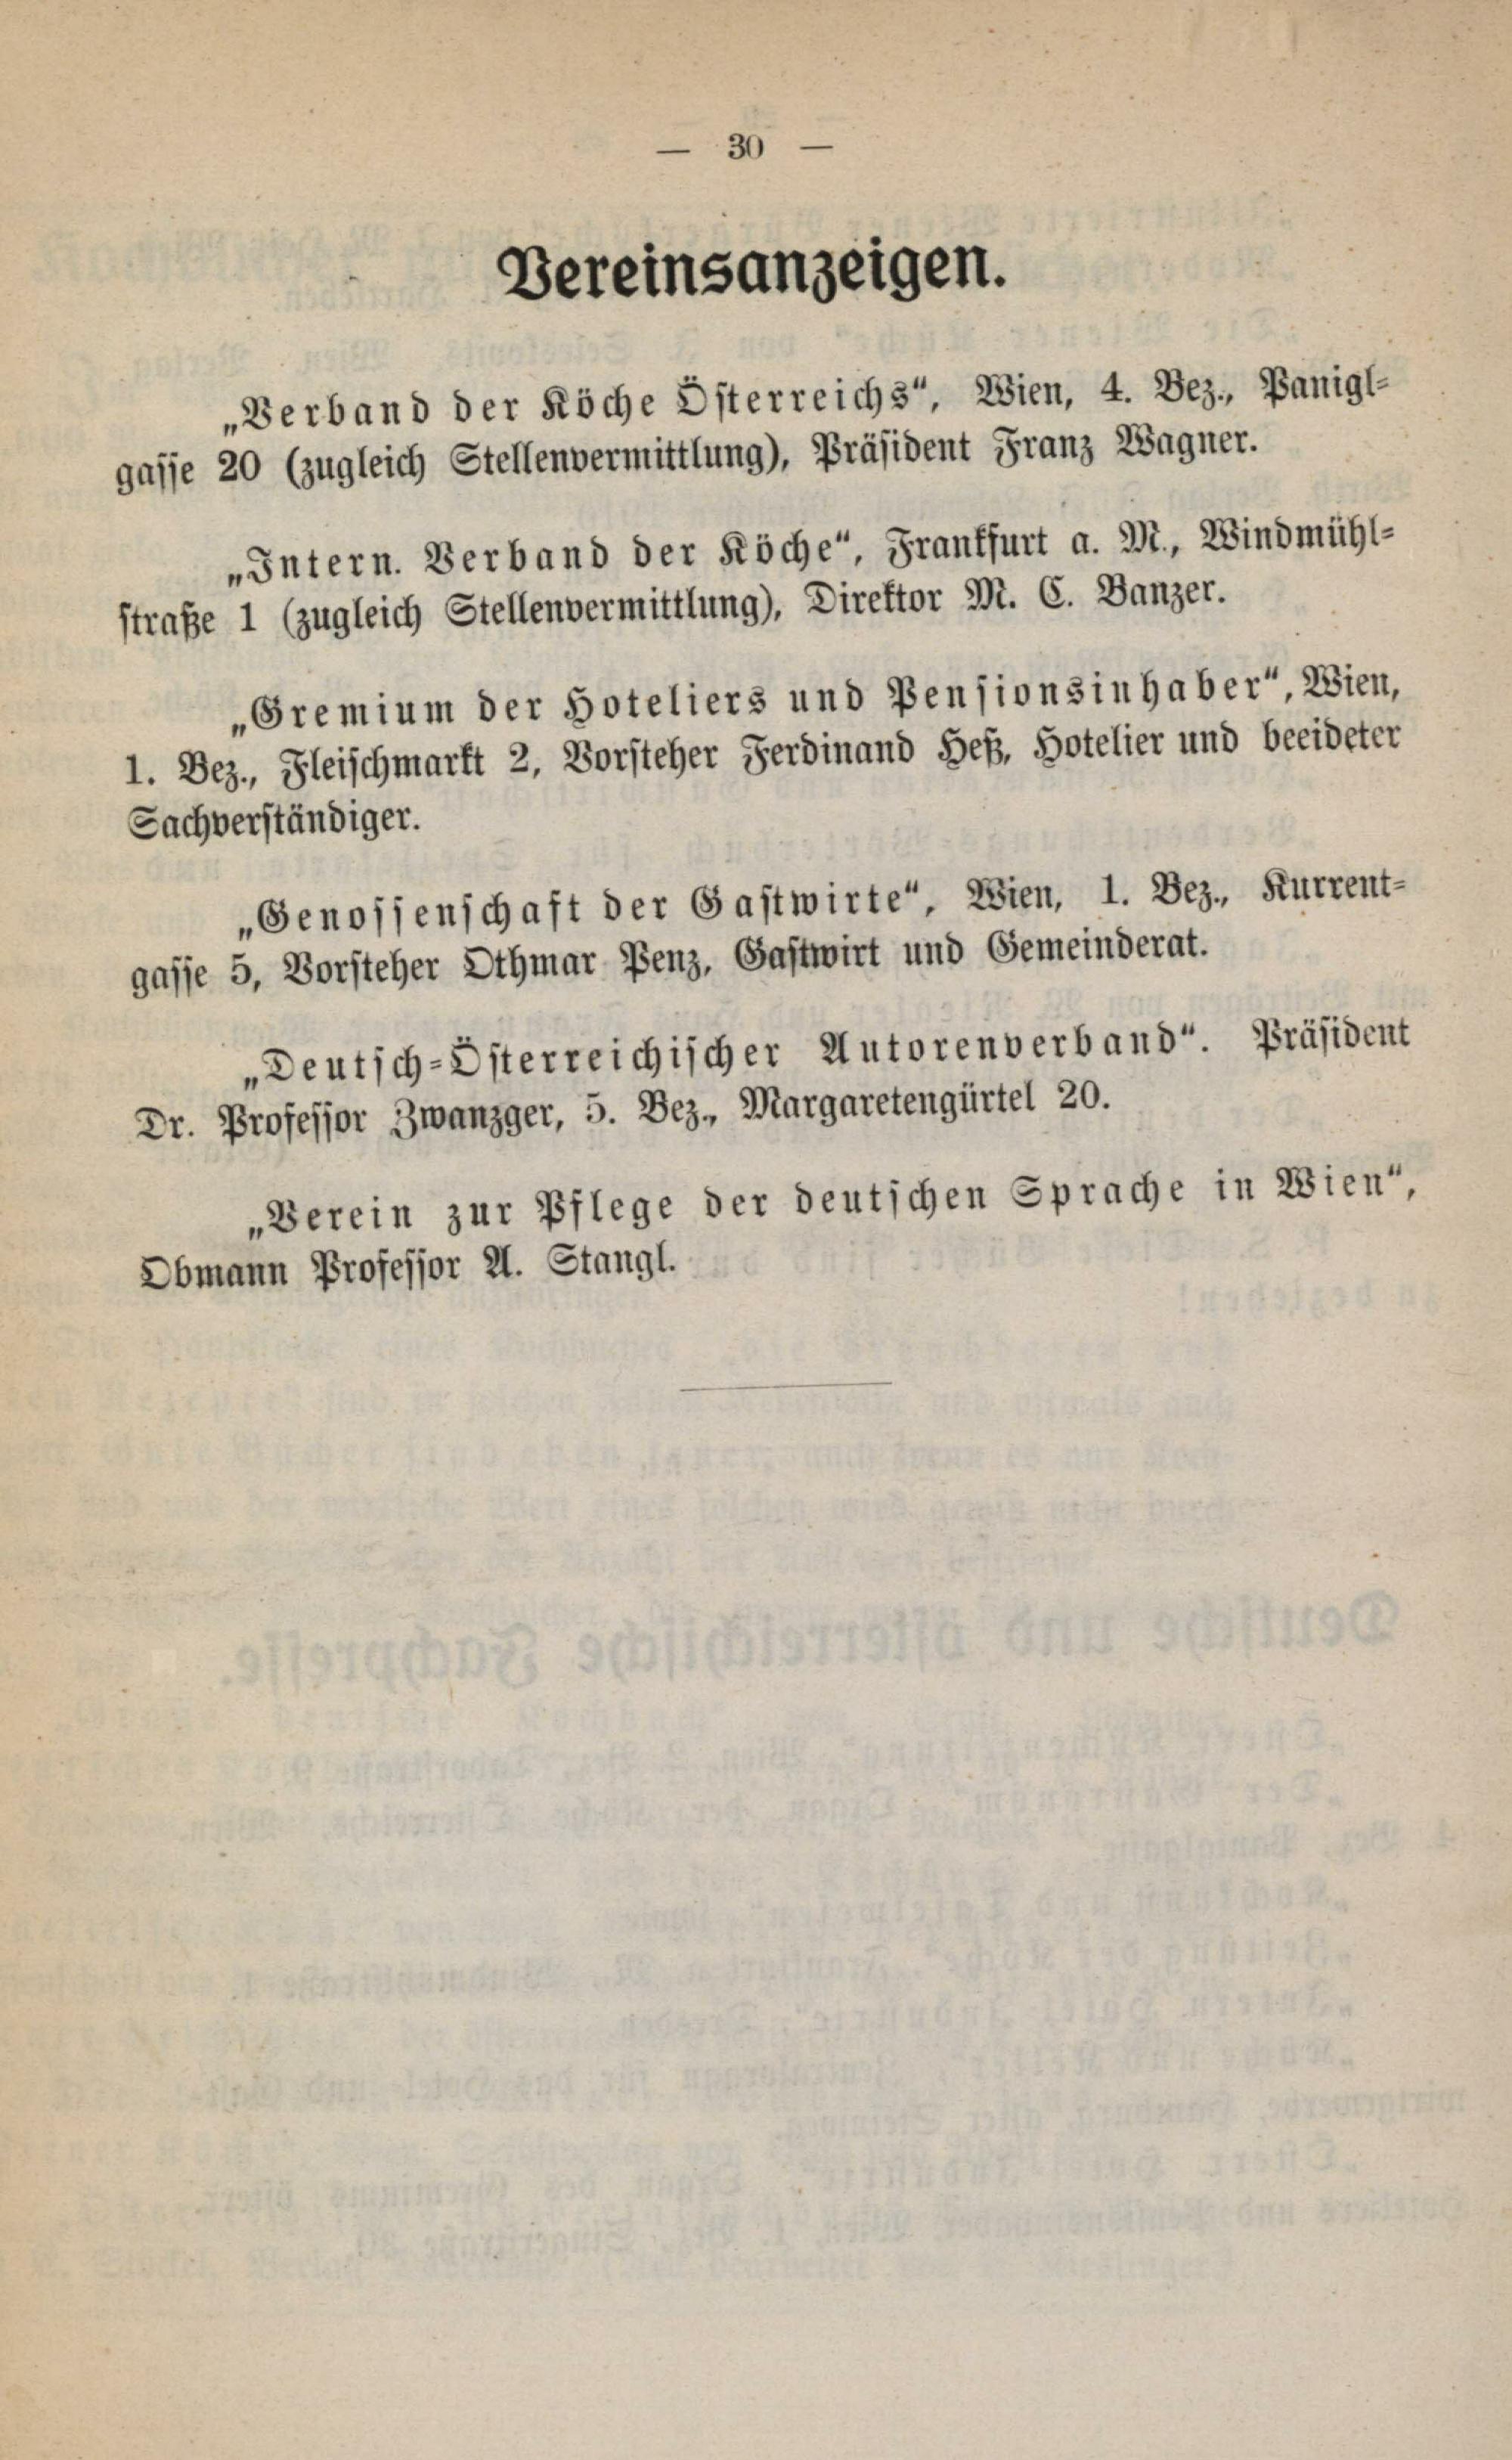 — 30 —
Vereinsanzeigen.
„Verband der Köche Österreichs“, Wien, 4. Bez., Panigl-
gasse 20 (zugleich Stellenvermittlung), Präsident Franz Wagner.
„Intern. Verband der Köche“, Frankfurt a. M., Windmühl-
straße 1 (zugleich Stellenvermittlung), Direktor M. C. Banzer.
„Gremium der Hoteliers und Pensionsinhaber“, Wien,
1. Bez., Fleischmarkt 2, Vorsteher Ferdinand Heß, Hotelier und beeideter
Sachverständiger.
„Genossenschaft der Gastwirte“, Wien, 1. Bez., Kurrent-
gasse 5, Vorsteher Othmar Penz, Gastwirt und Gemeinderat.
„Deutsch-Österreichischer Autorenverband“. Präsident
Dr. Professor Zwanzger, 5. Bez., Margaretengürtel 20.
„Verein zur Pflege der deutschen Sprache in Wien“,
Obmann Professor A. Stangl.